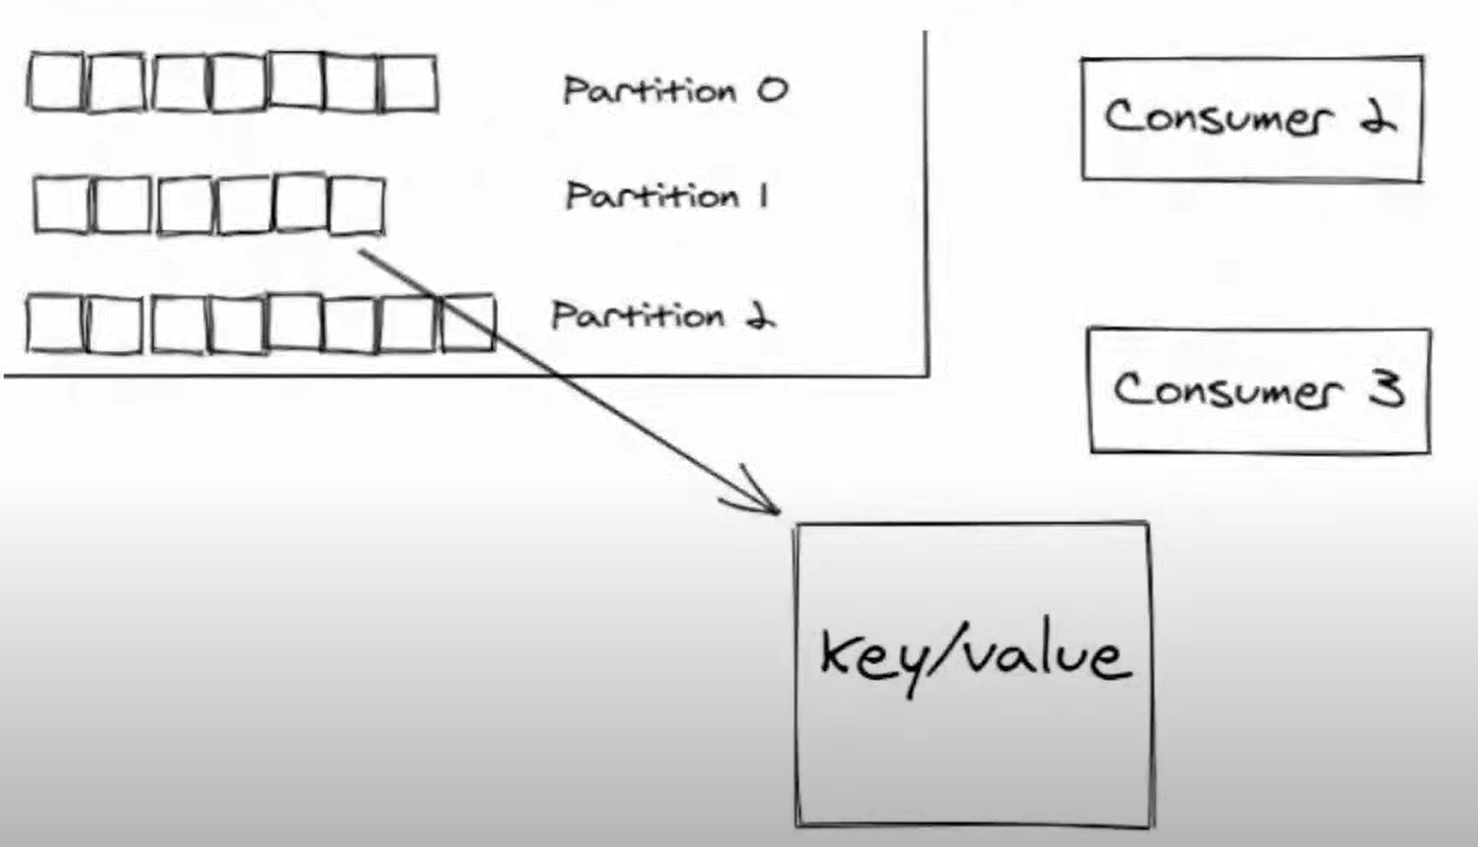 Partition 0
Partition 1
Partition 2
Consumer 2
Consumer 3
key/value